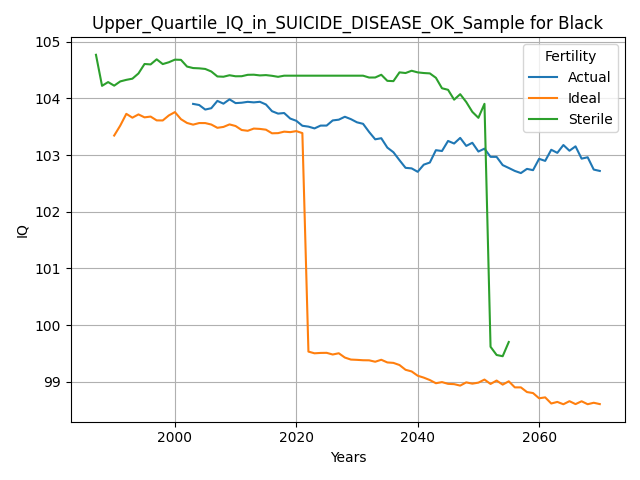 Upper_Quartile_IQ_in_SUICIDE_DISEASE_OK_Sample for Black
105
104
103
102
101
100
99
IQ
Fertility
Actual
Ideal
Sterile
2000
2020
2040
2060
Years